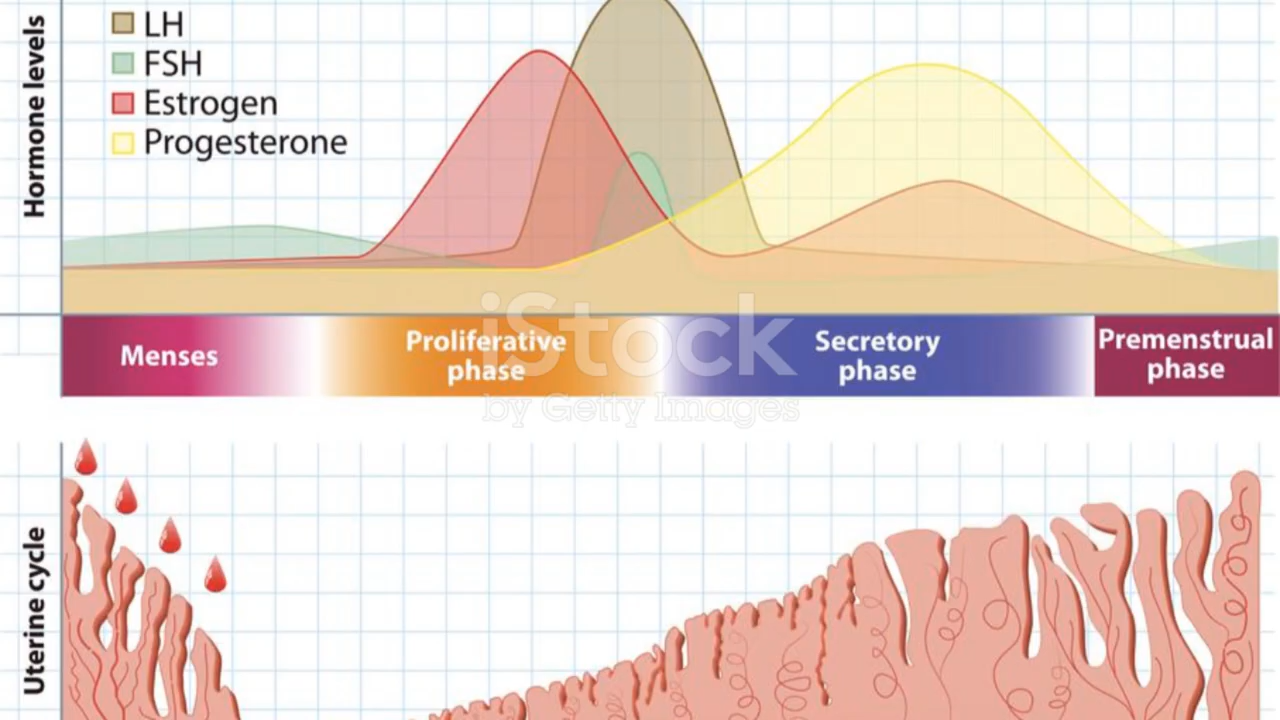 Hormone levels
LH
FSH
Estrogen
Progesterone
Menses
Proliferative
phase
Secretory
phase
Premenstrual
phase
iStock
by Getty Images
Uterine cycle